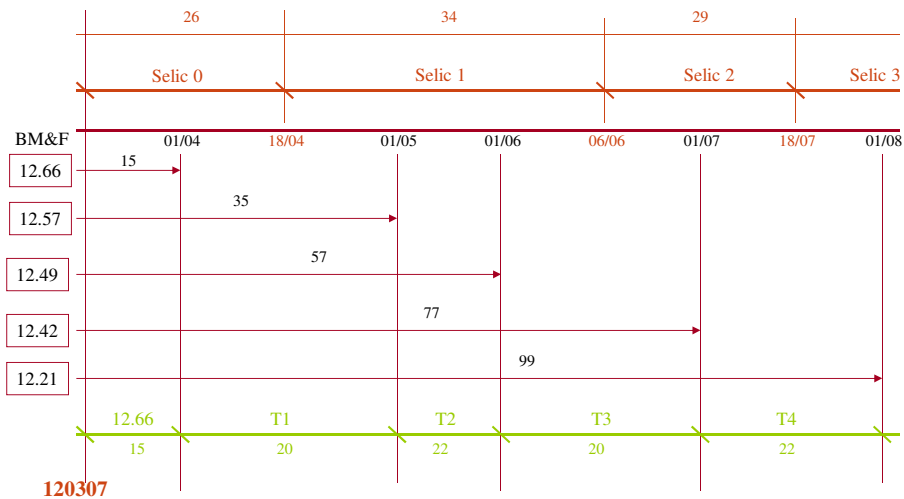 26 34 29
Selic 0 Selic 1 Selic 2 Selic 3
BM&F 01/04 18/04 01/05 01/06 06/06 01/07 18/07 01/08
15
12.66
35
12.57
57
12.49
77
12.42
99
12.21
12.66 T1 T2 T3 T4
15 20 22 20 22
120307